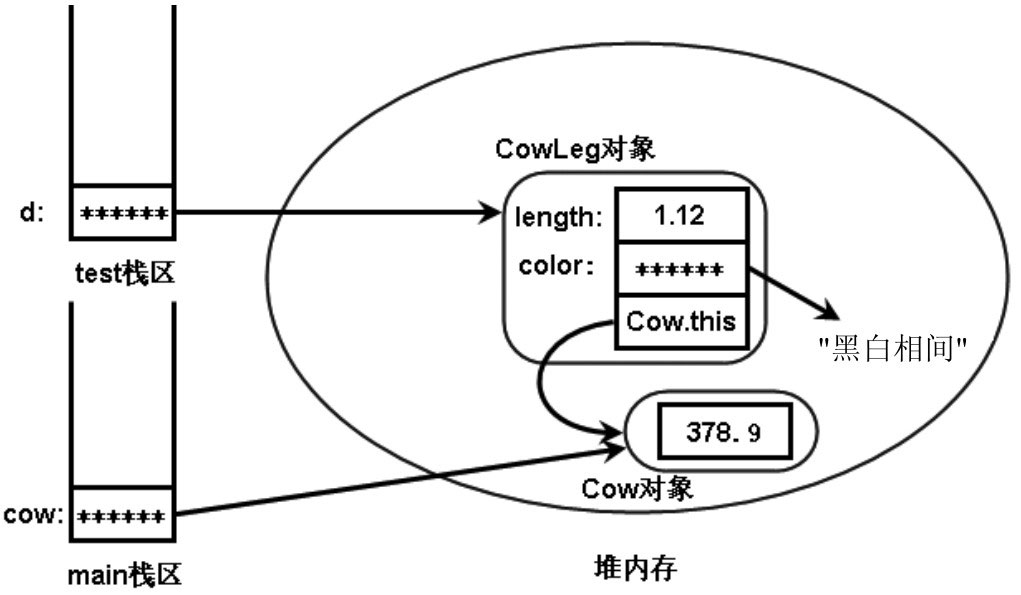 CowLeg对象
d: ******
length: 1.12
color: ******
Cow.this
test栈区
"黑白相间"
378.9
Cow对象
cow: ******
main栈区
堆内存